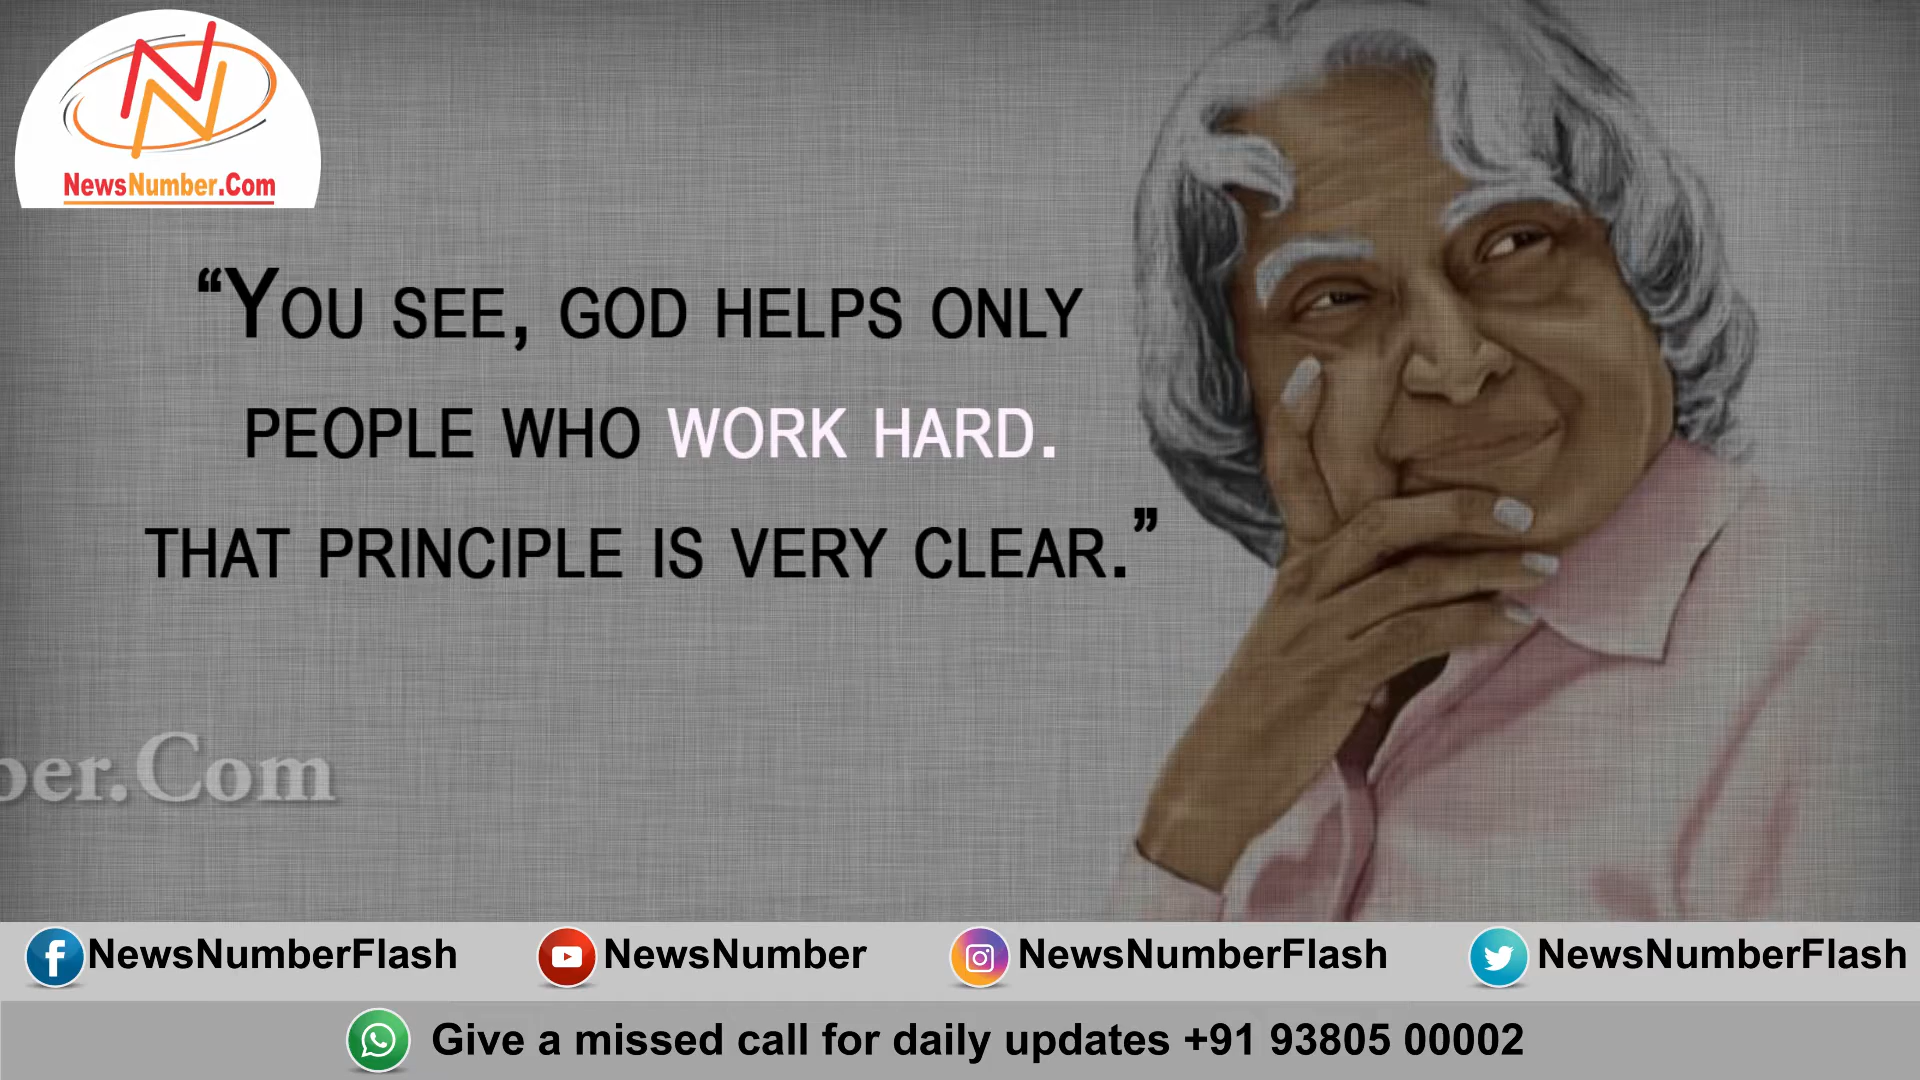 NewsNumber.Com
“You see, God helps only
people who work hard.
That principle is very clear.”
ber.Com
NewsNumberFlash
NewsNumber
NewsNumberFlash
NewsNumberFlash
Give a missed call for daily updates +91 93805 00002